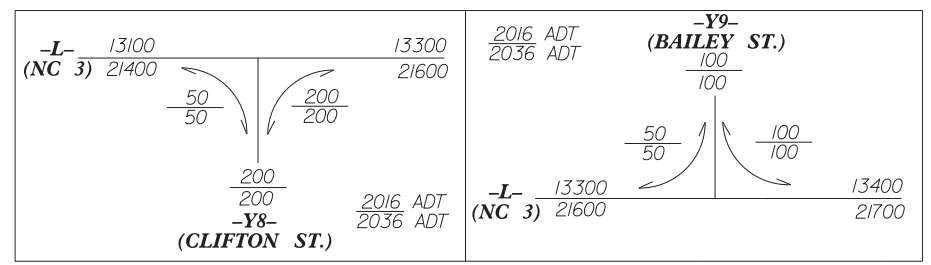 –L–
(NC 3)
13100
21400
13300
21600
50
50
200
200
200
200
–Y8–
(CLIFTON ST.)
2016 ADT
2036 ADT
2016 ADT
2036 ADT
–Y9–
(BAILEY ST.)
100
100
50
50
100
100
–L–
(NC 3)
13300
21600
13400
21700